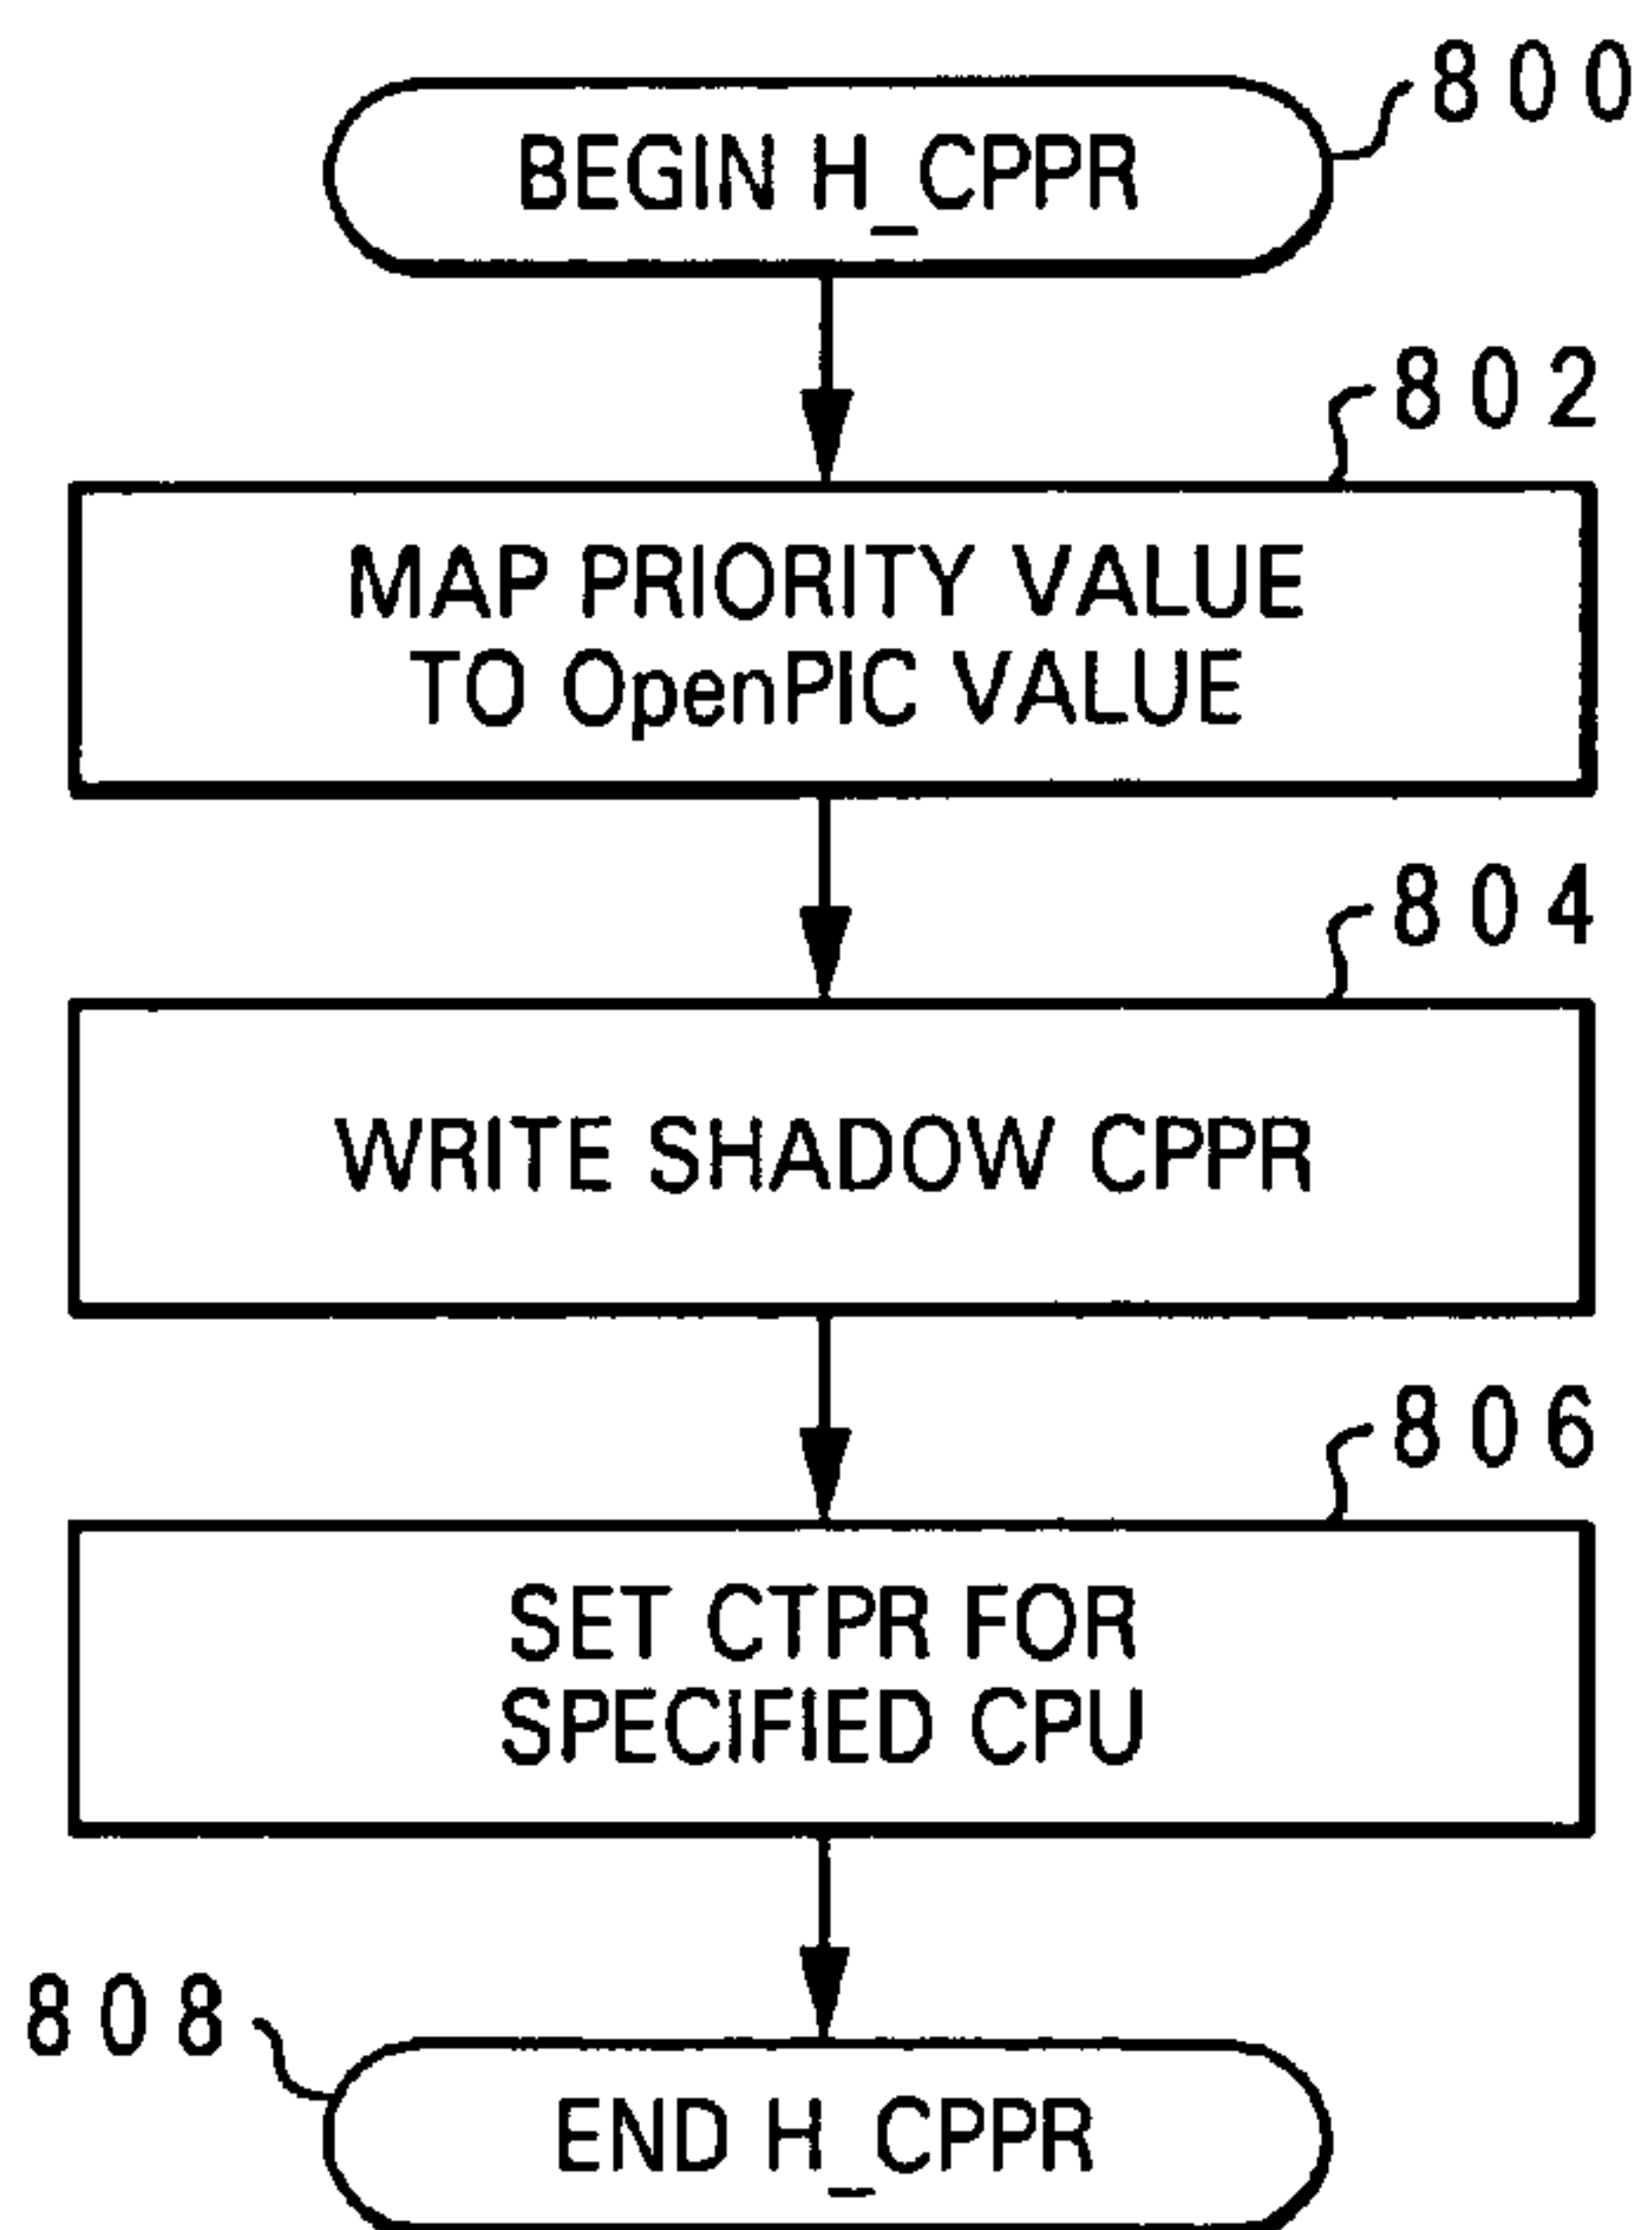 BEGIN H_CPPR
800
802
MAP PRIORITY VALUE
TO OpenPIC VALUE
804
WRITE SHADOW CPPR
806
SET CTPR FOR
SPECIFIED CPU
808
END H_CPPR